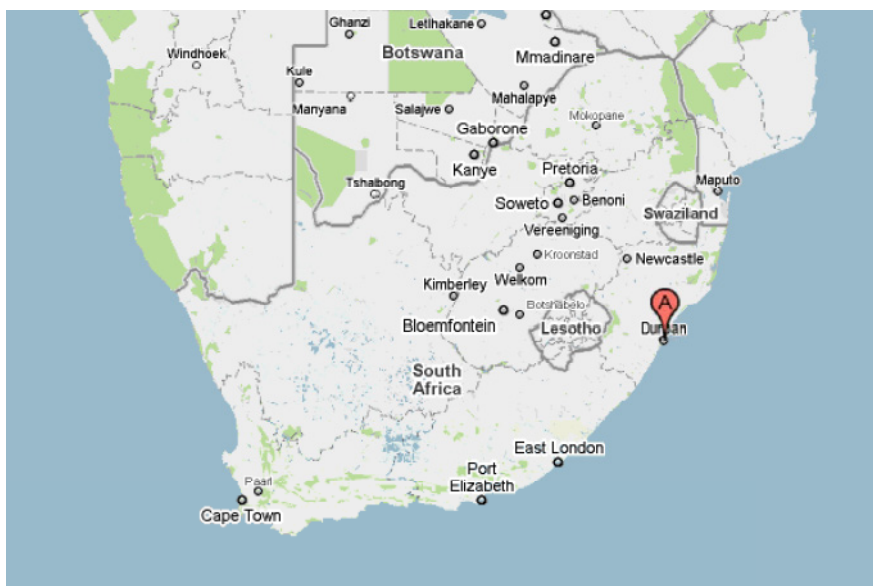 Ghanzi
Letlhakane
Windhoek
Botswana
Mmadinare
Kule
Manyana
Salajwe
Mahalapye
Mokopane
Gaborone
Kanye
Pretoria
Tshabong
Maputo
Soweto
Benoni
Swaziland
Vereeniging
Kroonstad
Newcastle
Welkom
Kimberley
A
Botshabelo
Bloemfontein
Lesotho
Durban
South
Africa
East London
Port
Elizabeth
Paarl
Cape Town